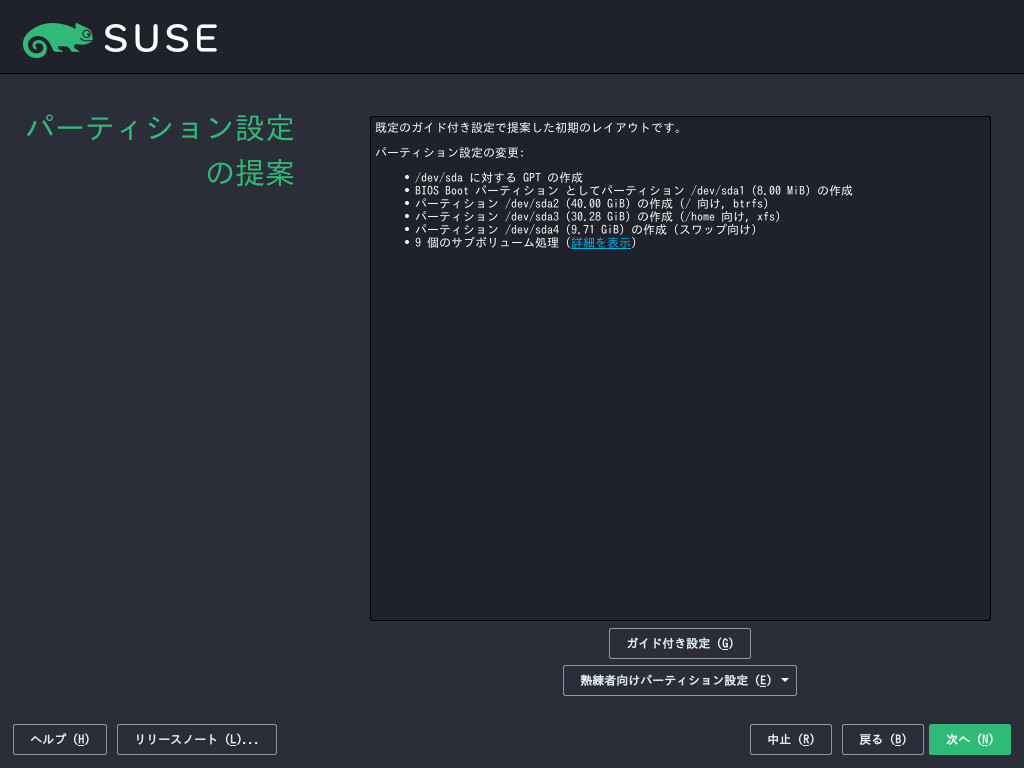 SUSE
パーティション設定
の提案
既定のガイド付き設定で提案した初期のレイアウトです。
パーティション設定の変更:
• /dev/sda に対する GPT の作成
• BIOS Boot パーティション としてパーティション /dev/sda1 (8.00 MiB) の作成
• パーティション /dev/sda2 (40.00 GiB) の作成 (/ 向け, btrfs)
• パーティション /dev/sda3 (30.28 GiB) の作成 (/home 向け, xfs)
• パーティション /dev/sda4 (9.71 GiB) の作成 (スワップ向け)
• 9 個のサブボリューム処理 (詳細を表示)
ガイド付き設定 (G)
熟練者向けパーティション設定 (E)
ヘルプ (H) リリースノート (L)... 中止 (R) 戻る (B) 次へ (N)